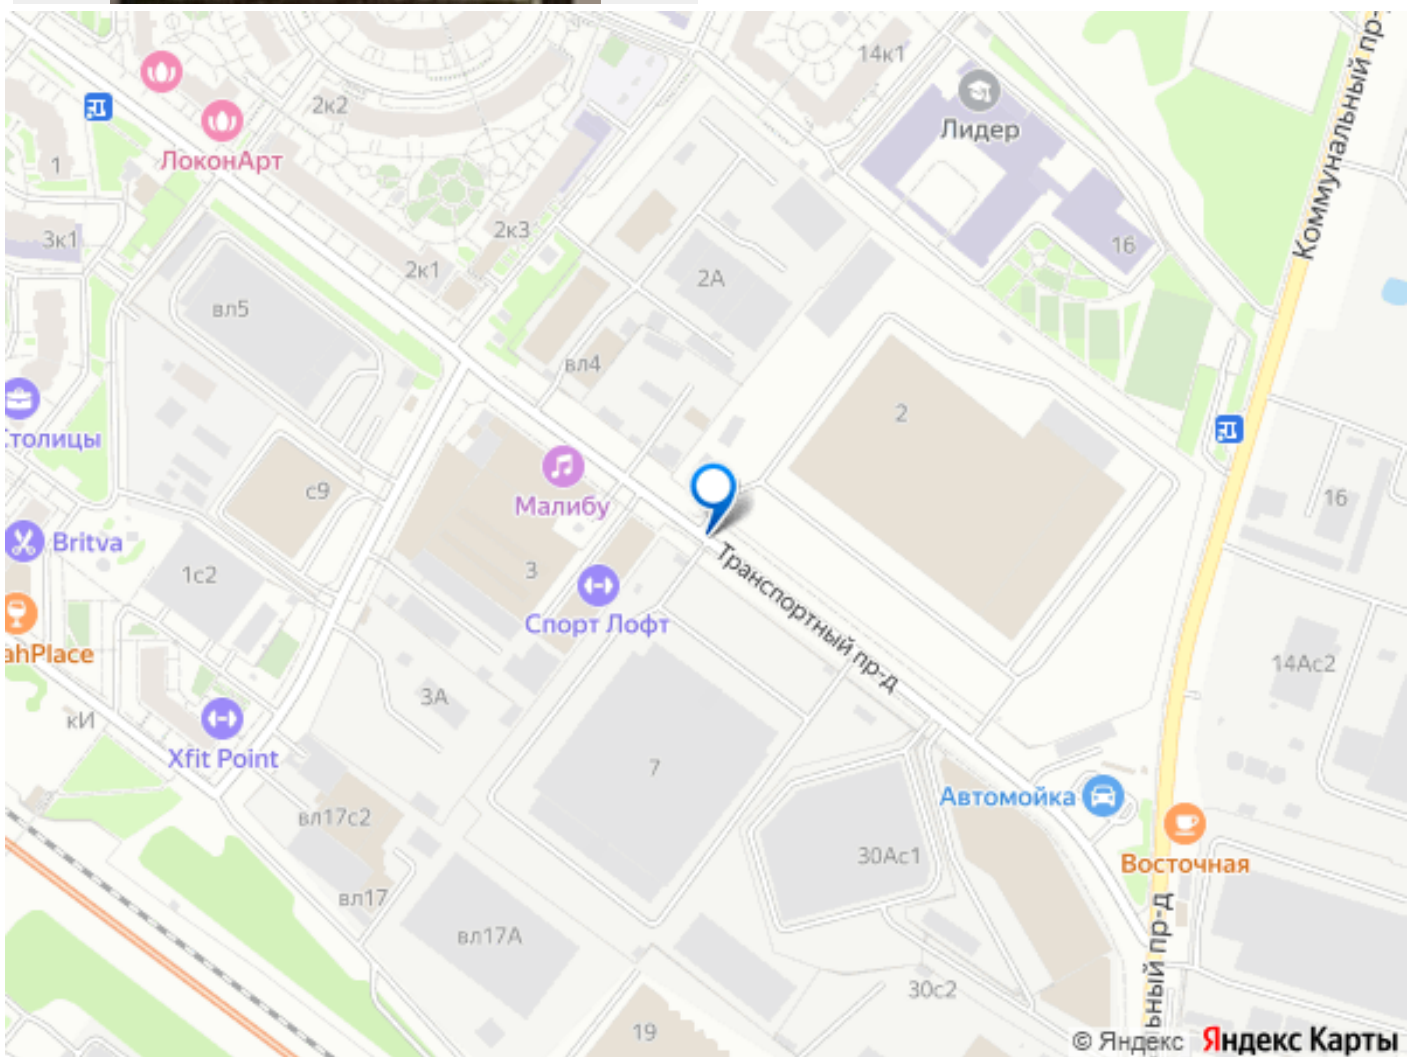 14к1
2к2
Лидер
Коммунальный пр-
ЛоконАрт
1
2к3
3к1
16
2к1
2А
вл5
вл4
2
толицы
с9
Малибу
16
Britva
1с2
3
Транспортный пр-д
Спорт Лофт
ahPlace
14Ас2
3А
кИ
Xfit Point
7
Автомойка
вл17с2
30Ас1
Восточная
вл17
вл17А
ьный пр-д
30с2
19
© Яндекс Яндекс Карты